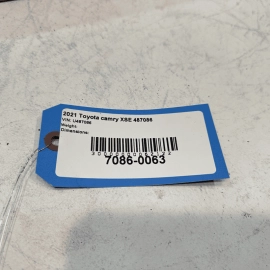 2021 Toyota camry XSE 487086
VIN: U487086
Weight:
Dimensions:
7086-0063